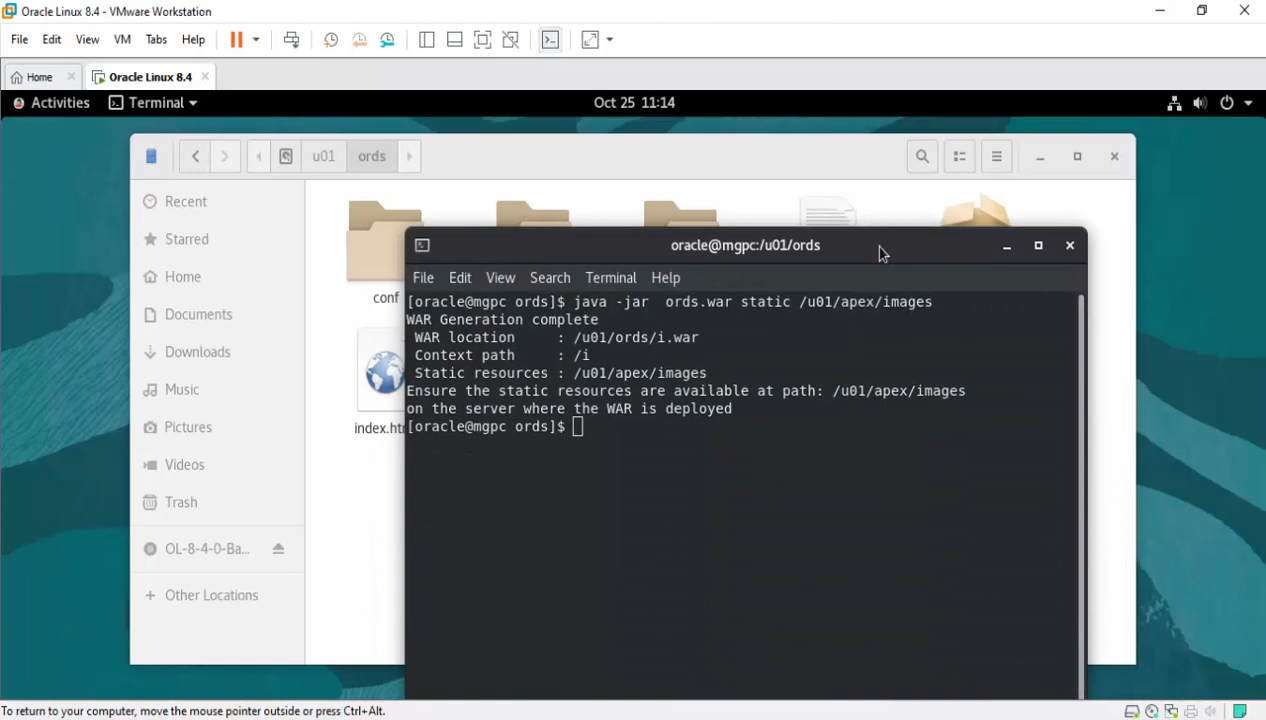 Oracle Linux 8.4 - VMware Workstation
File Edit View VM Tabs Help
Home Oracle Linux 8.4
Activities Terminal Oct 25 11:14
u01 ords
Recent
Starred
Home
Documents
Downloads
Music
Pictures
Videos
Trash
OL-8-4-0-Ba...
Other Locations
conf
index.ht
oracle@mgpc:/u01/ords
File Edit View Search Terminal Help
[oracle@mgpc ords]$ java -jar  ords.war static /u01/apex/images
WAR Generation complete
WAR location : /u01/ords/i.war
Context path : /i
Static resources : /u01/apex/images
Ensure the static resources are available at path: /u01/apex/images
on the server where the WAR is deployed
[oracle@mgpc ords]$
To return to your computer, move the mouse pointer outside or press Ctrl+Alt.